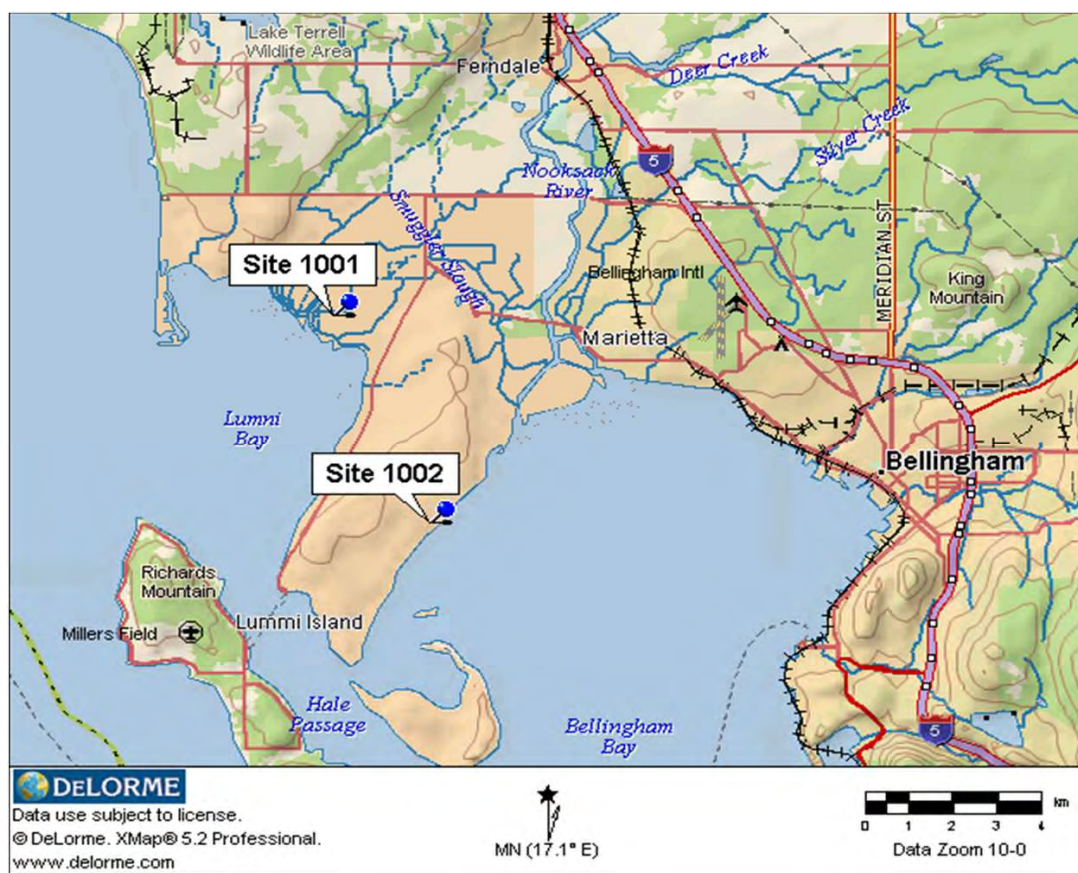 Lake Terrell
Wildlife Area
Ferndale
Deer Creek
Silver Creek
5
Nooksack
River
Smuggler Slough
MERIDIAN ST
Site 1001
Bellingham Intl
King
Mountain
Marietta
Lumni
Bay
Bellingham
Site 1002
Richards
Mountain
Lummi Island
Millers Field
Hale
Passage
Bellingham
Bay
5
DELORME
Data use subject to license.
© DeLorme. XMap® 5.2 Professional.
www.delorme.com
MN (17.1° E)
km
0 1 2 3 4
Data Zoom 10-0